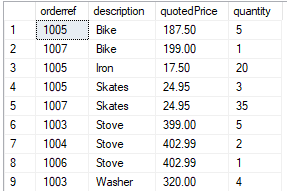 orderref description quotedPrice quantity
1 1005 Bike 187.50 5
2 1007 Bike 199.00 1
3 1005 Iron 17.50 20
4 1005 Skates 24.95 3
5 1007 Skates 24.95 35
6 1003 Stove 399.00 5
7 1004 Stove 402.99 2
8 1006 Stove 402.99 1
9 1003 Washer 320.00 4